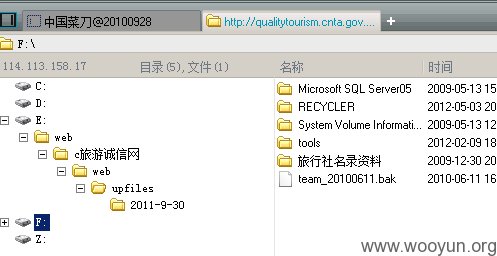 中国菜刀@20100928
http://qualitytourism.cnta.gov....
F:\
114.113.158.17 目录(5),文件(1) 名称 时间
C:
D:
E:
web
c旅游诚信网
web
upfiles
2011-9-30
F:
Z:
Microsoft SQL Server05 2009-05-13 15
RECYCLER 2012-05-03 20
System Volume Informati... 2009-05-13 15
tools 2012-02-09 18
旅行社名录资料 2009-12-30 20
team_20100611.bak 2010-06-11 16
www.wooyun.org